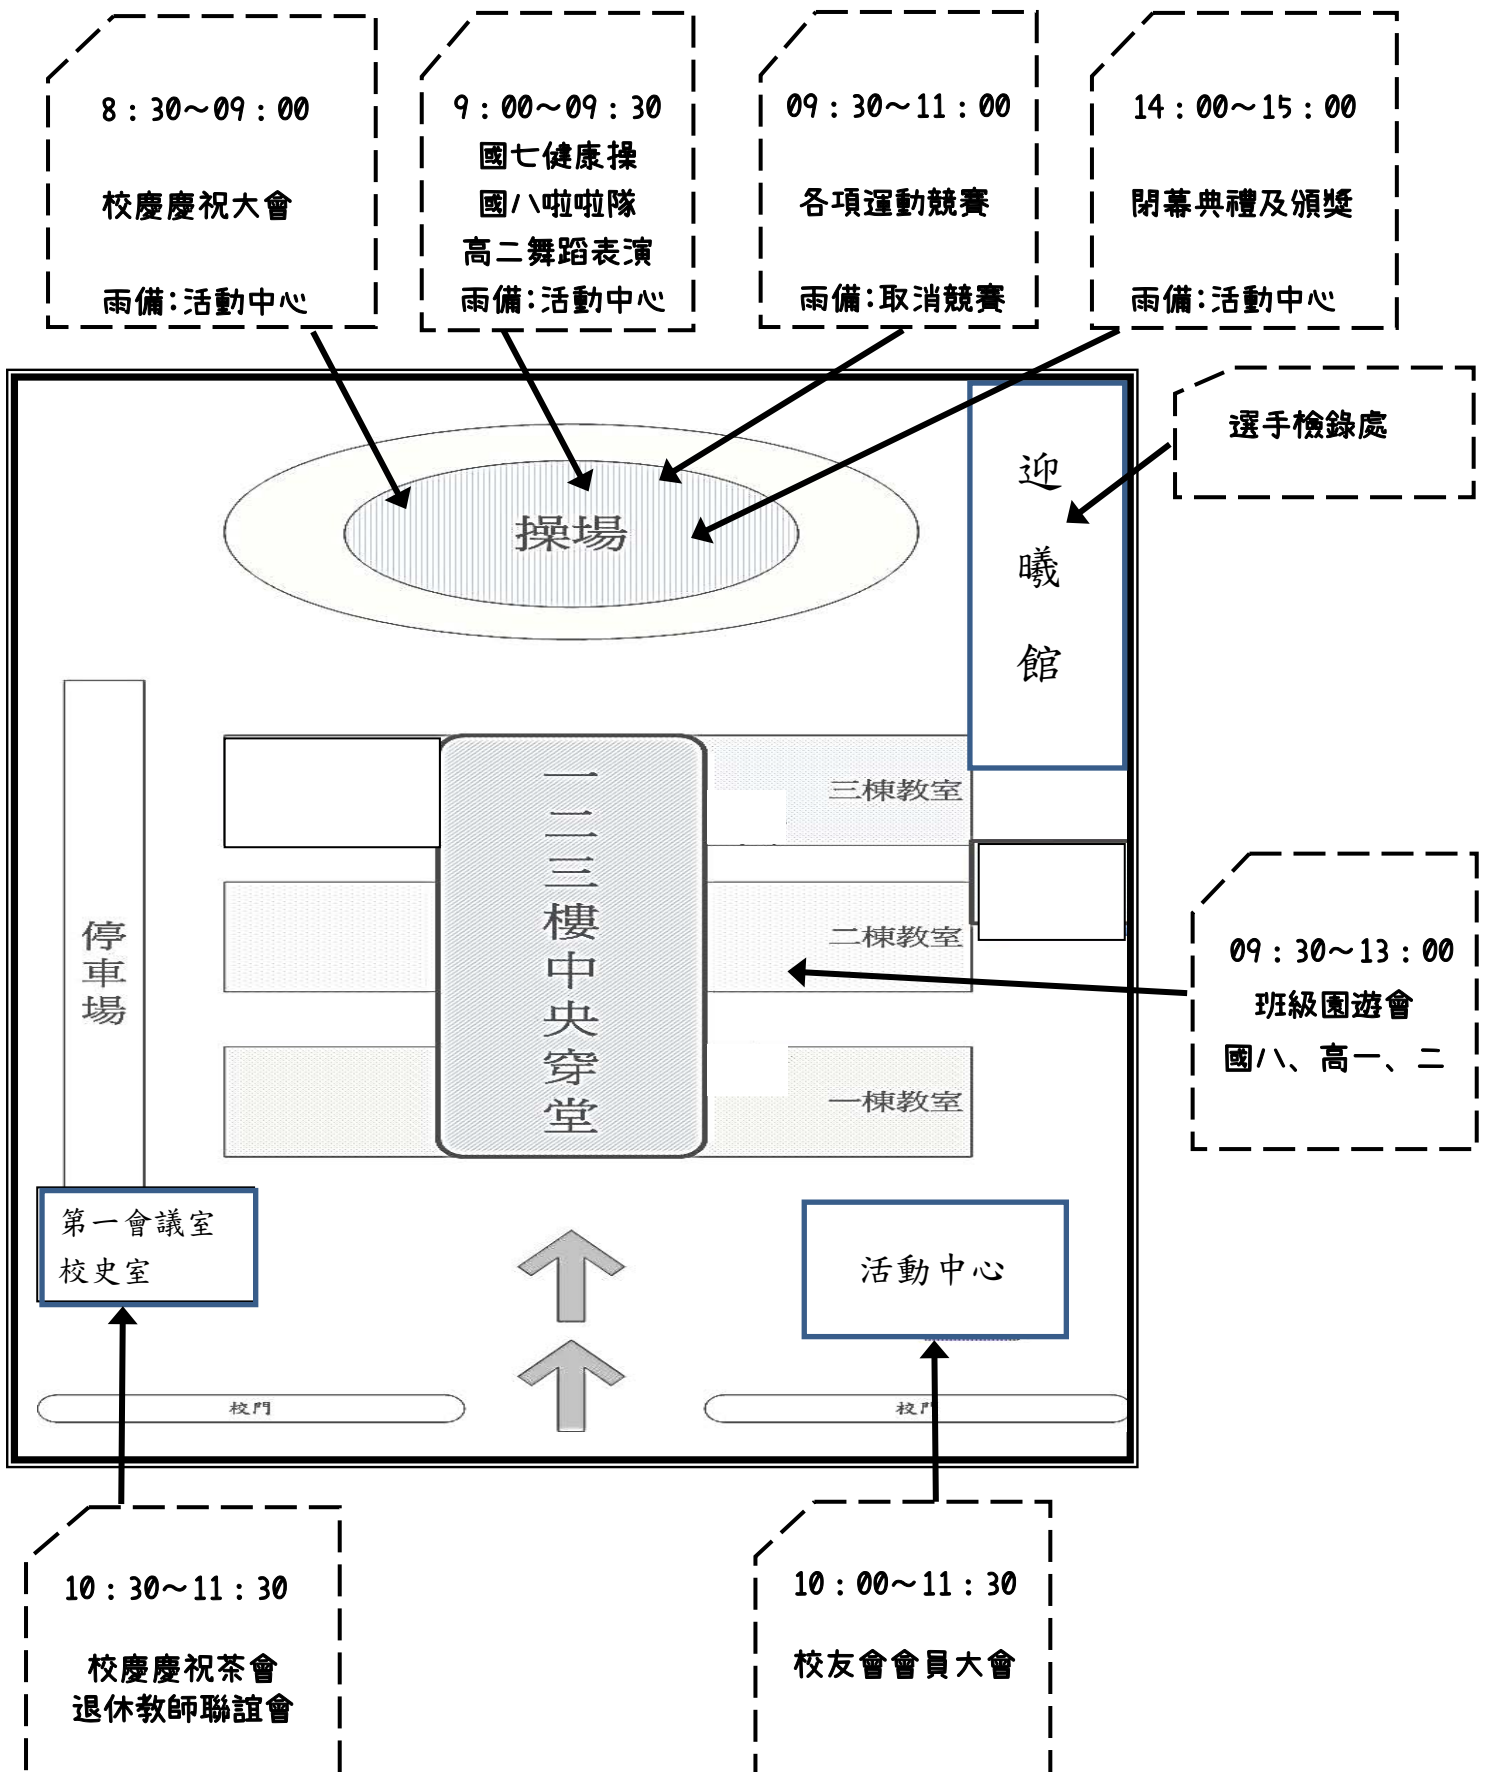 8：30～09：00
校慶慶祝大會
雨備：活動中心
9：00～09：30
國七健康操
國八啦啦隊
高二舞蹈表演
雨備：活動中心
09：30～11：00
各項運動競賽
雨備：取消競賽
14：00～15：00
閉幕典禮及頒獎
雨備：活動中心
選手檢錄處
操場
迎曦館
停車場
一二三樓中央穿堂
三棟教室
二棟教室
一棟教室
09：30～13：00
班級園遊會
國八、高一、二
第一會議室
校史室
活動中心
校門
校門
10：30～11：30
校慶慶祝茶會
退休教師聯誼會
10：00～11：30
校友會會員大會